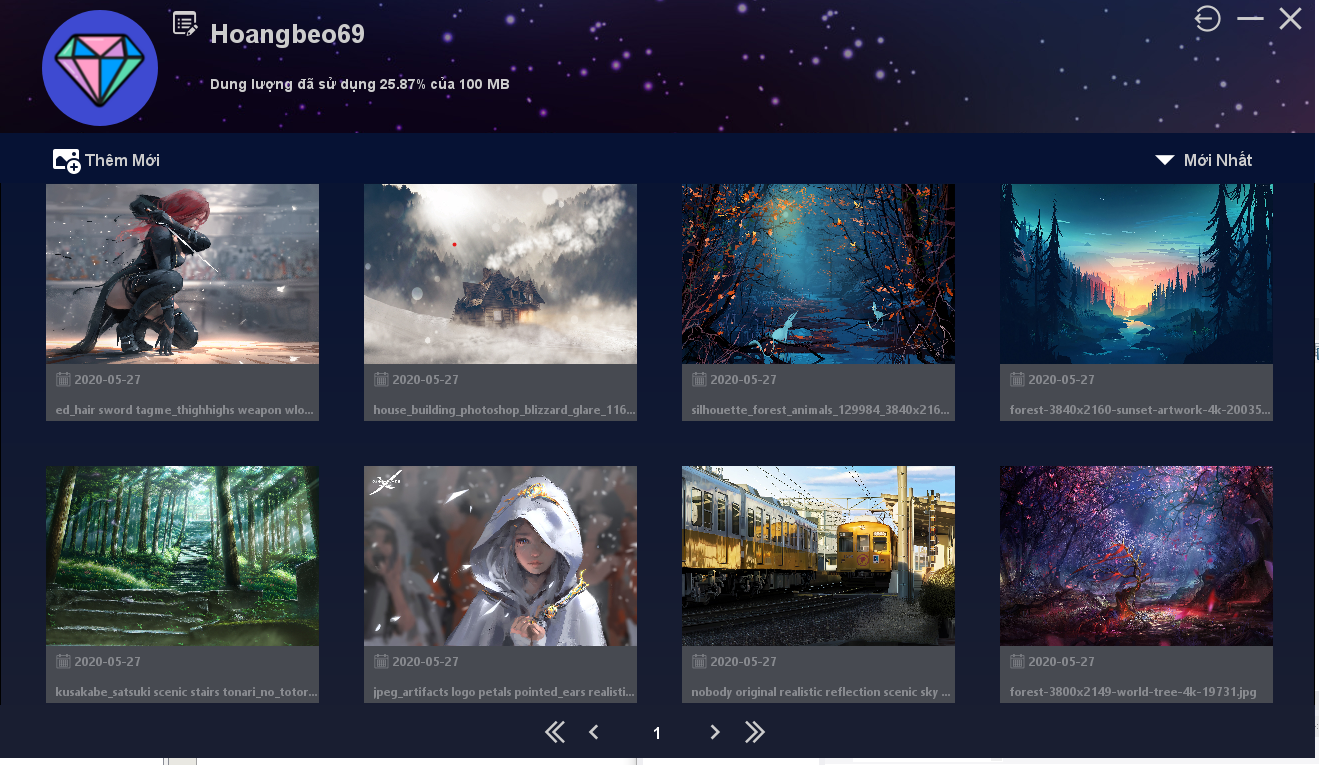 Hoangbeo69
Dung lượng đã sử dụng 25.87% của 100 MB
Thêm Mới
Mới Nhất
2020-05-27
2020-05-27
2020-05-27
2020-05-27
ed_hair sword tagme_thighhighs weapon wlo...
house_building_photoshop_blizzard_glare_116...
silhouette_forest_animals_129984_3840x216...
forest-3840x2160-sunset-artwork-4k-20035...
2020-05-27
2020-05-27
2020-05-27
2020-05-27
kusakabe_satsuki scenic stairs tonari_no_totor...
jpeg_artifacts logo petals pointed_ears realisti...
nobody original realistic reflection scenic sky ...
forest-3800x2149-world-tree-4k-19731.jpg
1